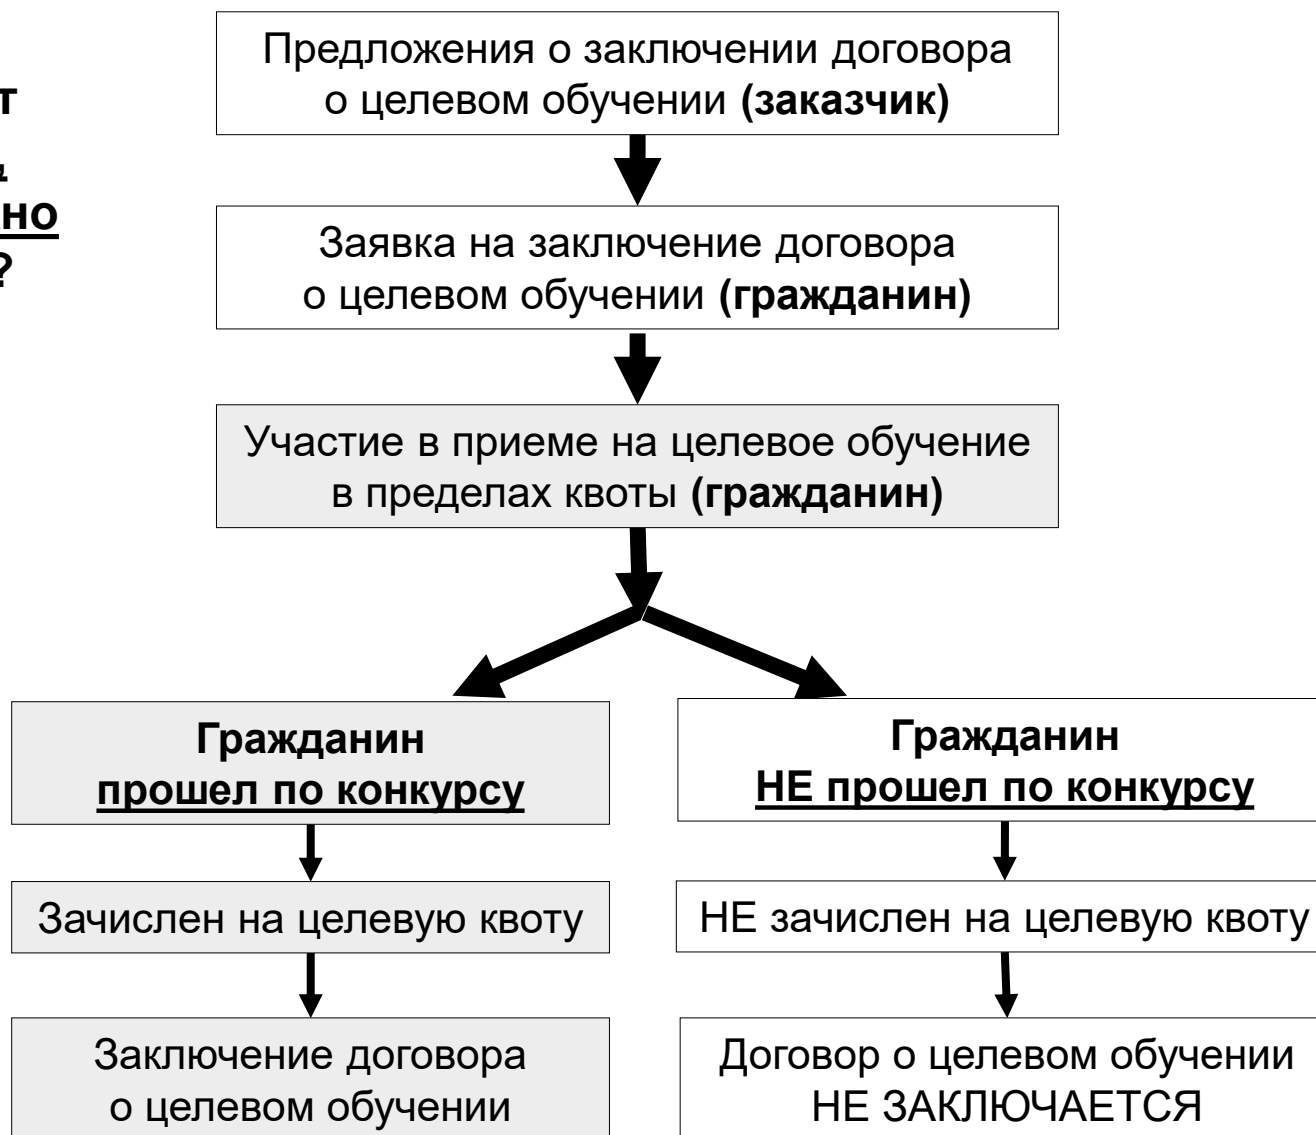 Предложения о заключении договора
о целевом обучении (заказчик)
?
Заявка на заключение договора
о целевом обучении (гражданин)
Участие в приеме на целевое обучение
в пределах квоты (гражданин)
Гражданин
прошел по конкурсу
Гражданин
НЕ прошел по конкурсу
Зачислен на целевую квоту
НЕ зачислен на целевую квоту
Заключение договора
о целевом обучении
Договор о целевом обучении
НЕ ЗАКЛЮЧАЕТСЯ